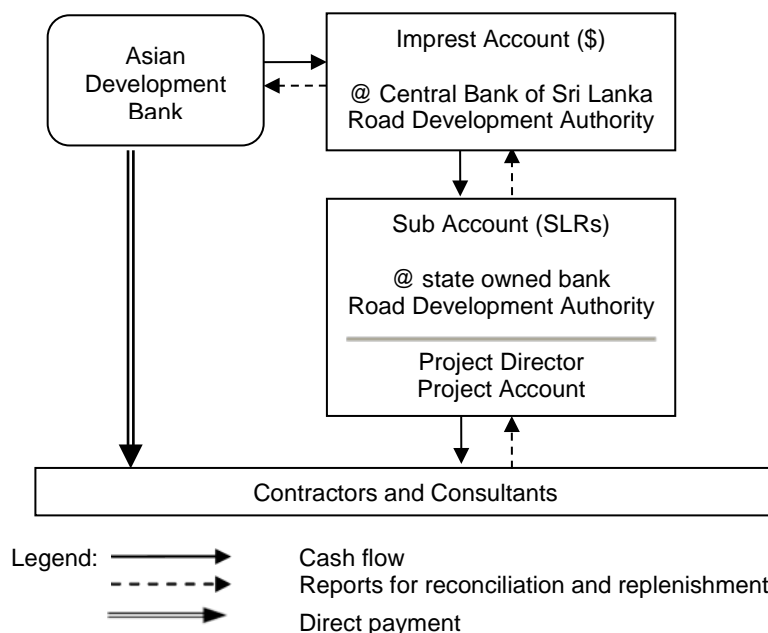 Asian
Development
Bank
Imprest Account ($)
@ Central Bank of Sri Lanka
Road Development Authority
Sub Account (SLRs)
@ state owned bank
Road Development Authority
Project Director
Project Account
Contractors and Consultants
Legend:
Cash flow
Reports for reconciliation and replenishment
Direct payment